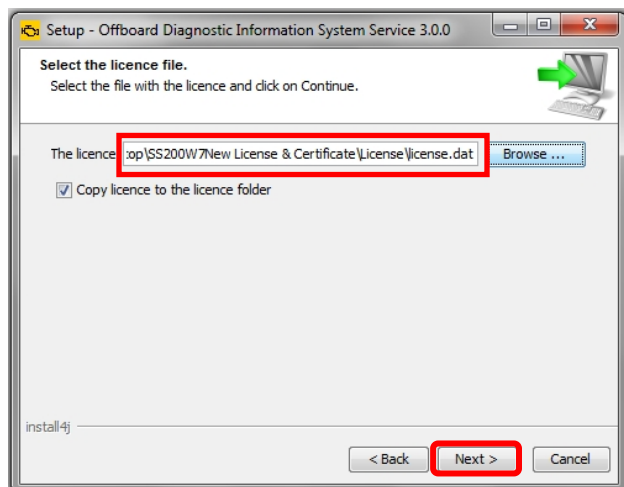 Setup - Offboard Diagnostic Information System Service 3.0.0
Select the licence file.
Select the file with the licence and click on Continue.
The licence :op\SS200W7New License & Certificate\License\license.dat Browse ...
Copy licence to the licence folder
install4j
< Back Next > Cancel